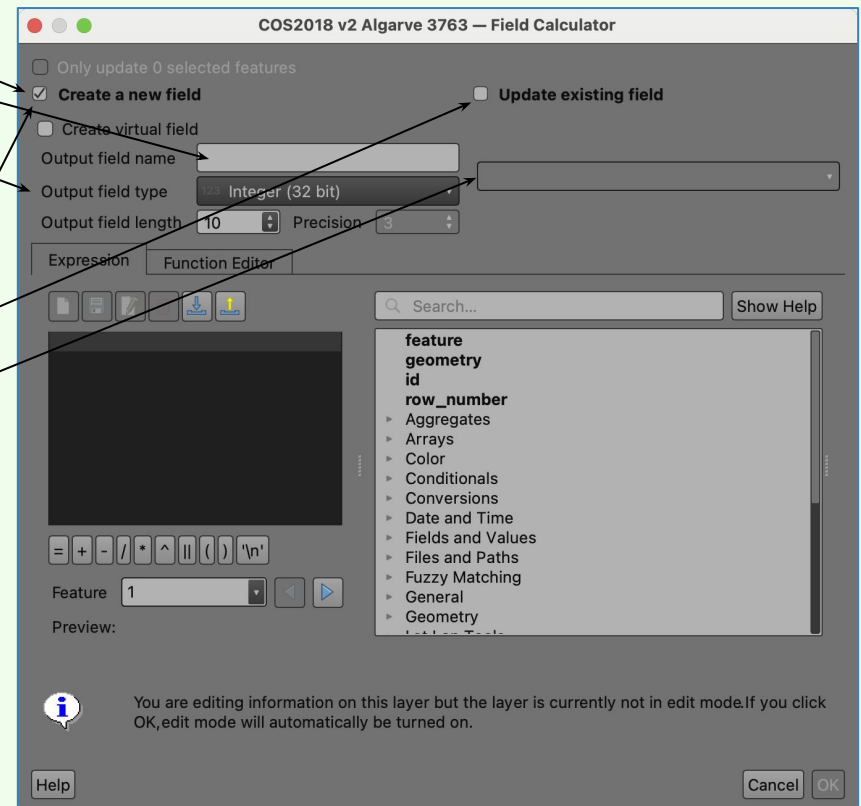 COS2018 v2 Algarve 3763 — Field Calculator
Only update 0 selected features
Create a new field
Update existing field
Create virtual field
Output field name
Output field type 123 Integer (32 bit)
Output field length 10 Precision 3
Expression Function Editor
Search... Show Help
feature
geometry
id
row_number
Aggregates
Arrays
Color
Conditionals
Conversions
Date and Time
Fields and Values
Files and Paths
Fuzzy Matching
General
Geometry
= + - / * ^ || ( ) '\n'
Feature 1
Preview:
You are editing information on this layer but the layer is currently not in edit mode.If you click
OK,edit mode will automatically be turned on.
Help Cancel OK